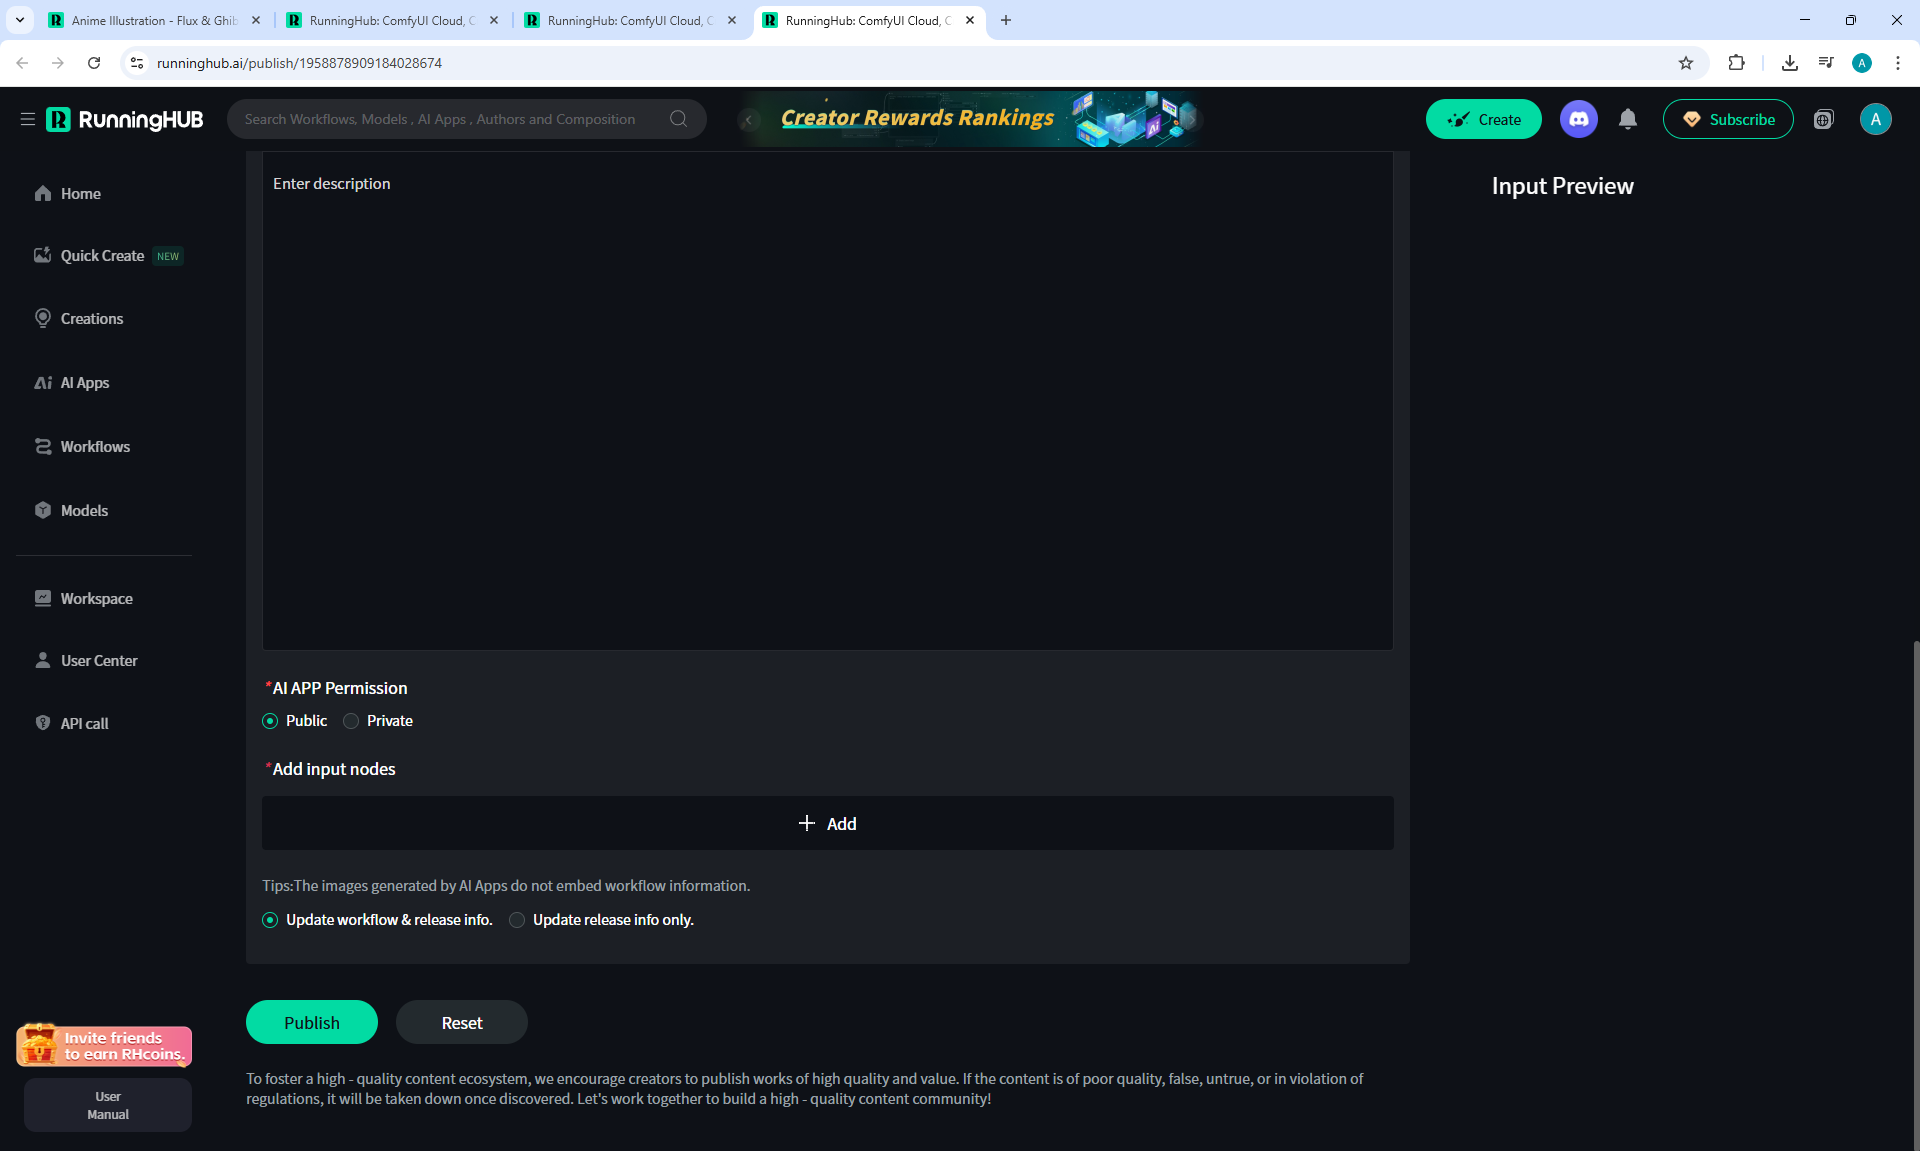 Anime Illustration - Flux & Ghib
RunningHub: ComfyUI Cloud, C
RunningHub: ComfyUI Cloud, C
RunningHub: ComfyUI Cloud, C
runninghub.ai/publish/1958878909184028674
A
RunningHUB
Search Workflows, Models , AI Apps , Authors and Composition
Creator Rewards Rankings
Ai
Create
Subscribe
A
Home
Quick Create NEW
Creations
AI Apps
Workflows
Models
Workspace
User Center
API call
Invite friends
to earn RHcoins.
User
Manual
Enter description
Input Preview
*AI APP Permission
Public
Private
*Add input nodes
+ Add
Tips:The images generated by AI Apps do not embed workflow information.
Update workflow & release info.
Update release info only.
Publish
Reset
To foster a high - quality content ecosystem, we encourage creators to publish works of high quality and value. If the content is of poor quality, false, untrue, or in violation of
regulations, it will be taken down once discovered. Let's work together to build a high - quality content community!